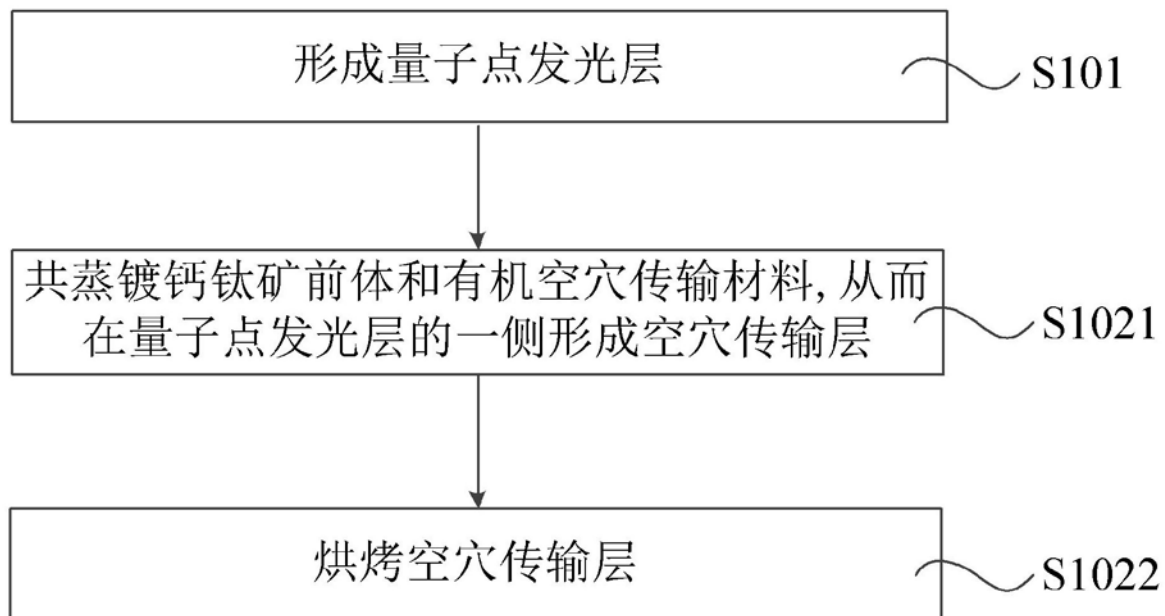 形成量子点发光层
S101
共蒸镀钙钛矿前体和有机空穴传输材料,从而
在量子点发光层的一侧形成空穴传输层
S1021
烘烤空穴传输层
S1022